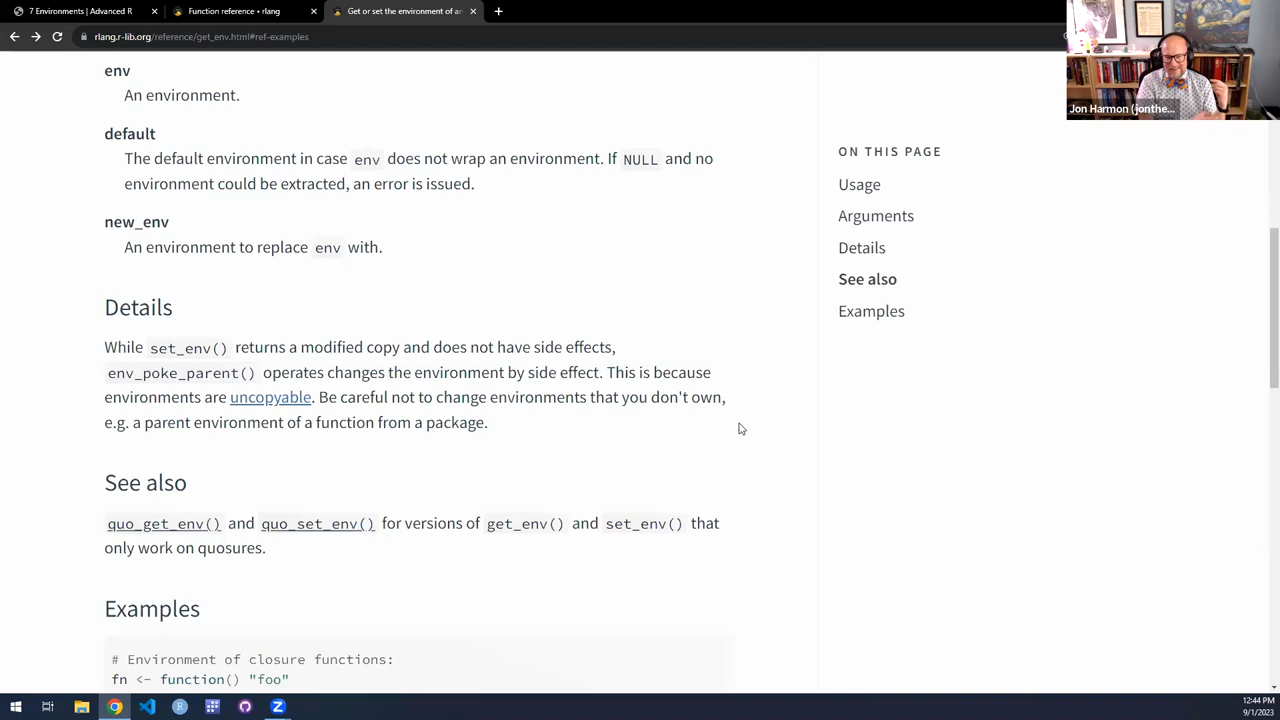 7 Environments | Advanced R
Function reference • rlang
Get or set the environment of an
rlang.r-lib.org/reference/get_env.html#ref-examples
Jon Harmon (jonthe...
env
An environment.
default
The default environment in case env does not wrap an environment. If NULL and no
environment could be extracted, an error is issued.
new_env
An environment to replace env with.
Details
While set_env() returns a modified copy and does not have side effects,
env_poke_parent() operates changes the environment by side effect. This is because
environments are uncopyable. Be careful not to change environments that you don't own,
e.g. a parent environment of a function from a package.
See also
quo_get_env() and quo_set_env() for versions of get_env() and set_env() that
only work on quosures.
Examples
# Environment of closure functions:
fn <- function() "foo"
ON THIS PAGE
Usage
Arguments
Details
See also
Examples
12:44 PM
9/1/2023